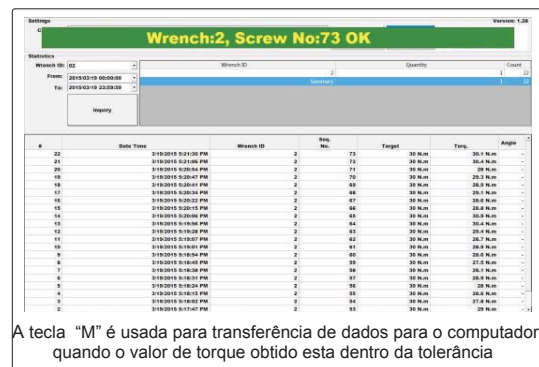 Settings
Version: 1.28
Wrench:2, Screw No:73 OK
Statistics
Wrench ID: 02
From: 2015/03/19 00:00:00
To: 2015/03/19 23:59:59
Inquiry
Wrench ID Quantity Count
2 1 22
Summary 1 22
# Date Time Wrench ID Seq. No. Target Torq. Angle
22 3/19/2015 5:21:30 PM 2 73 30 N.m 30.1 N.m -
21 3/19/2015 5:21:06 PM 2 72 30 N.m 30.4 N.m -
20 3/19/2015 5:20:54 PM 2 71 30 N.m 28 N.m -
19 3/19/2015 5:20:47 PM 2 70 30 N.m 29.3 N.m -
18 3/19/2015 5:20:41 PM 2 69 30 N.m 28.9 N.m -
17 3/19/2015 5:20:34 PM 2 68 30 N.m 28.1 N.m -
16 3/19/2015 5:20:22 PM 2 67 30 N.m
15 3/19/2015 5:20:15 PM 2 66 30 N.m 28.8 N.m -
14 3/19/2015 5:20:06 PM 2 65 30 N.m 30.4 N.m -
13 3/19/2015 5:19:56 PM 2 64 30 N.m 30.4 N.m -
12 3/19/2015 5:19:28 PM 2 63 30 N.m 29.4 N.m -
11 3/19/2015 5:19:07 PM 2 62 30 N.m 28.7 N.m -
10 3/19/2015 5:19:01 PM 2 61 30 N.m 28.9 N.m -
9 3/19/2015 5:18:54 PM 2 60 30 N.m
8 3/19/2015 5:18:45 PM 2 59 30 N.m 27.5 N.m -
7 3/19/2015 5:18:38 PM 2 58 30 N.m 28.1 N.m -
6 3/19/2015 5:18:31 PM 2 57 30 N.m 28.9 N.m -
5 3/19/2015 5:18:24 PM 2 56 30 N.m 28 N.m -
4 3/19/2015 5:18:15 PM 2 55 30 N.m 28.6 N.m -
3 3/19/2015 5:18:02 PM 2 54 30 N.m 27.8 N.m -
2 3/19/2015 5:17:47 PM 2 53 30 N.m 29 N.m -
A tecla “M” é usada para transferência de dados para o computador
quando o valor de torque obtido esta dentro da tolerância